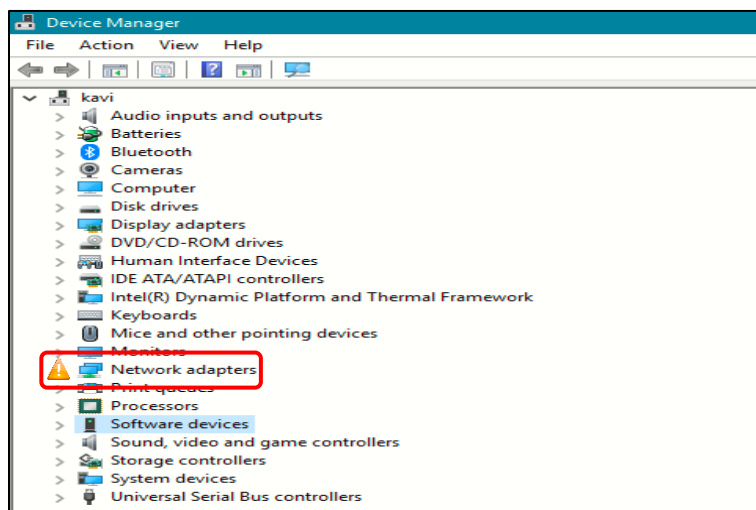 Device Manager
File Action View Help
kavi
Audio inputs and outputs
Batteries
Bluetooth
Cameras
Computer
Disk drives
Display adapters
DVD/CD-ROM drives
Human Interface Devices
IDE ATA/ATAPI controllers
Intel(R) Dynamic Platform and Thermal Framework
Keyboards
Mice and other pointing devices
Monitors
Network adapters
Print queues
Processors
Software devices
Sound, video and game controllers
Storage controllers
System devices
Universal Serial Bus controllers